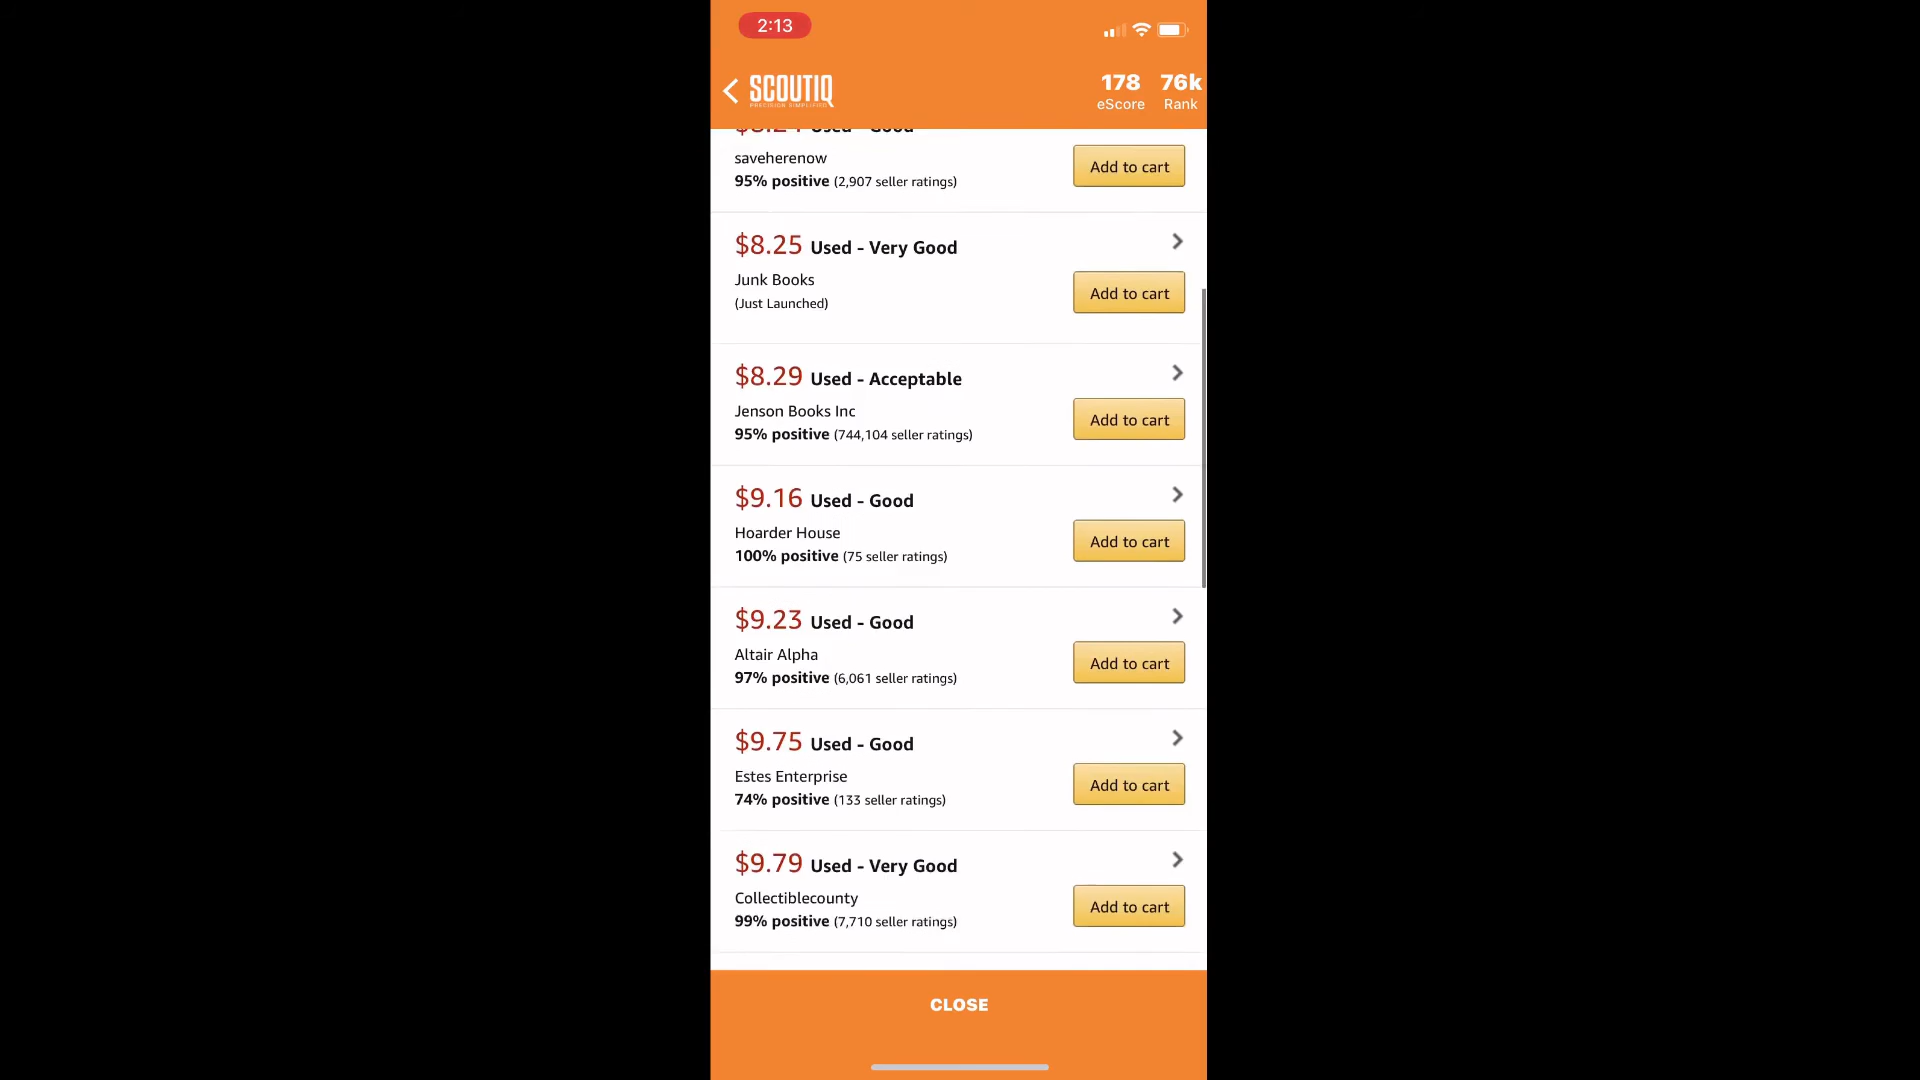 2:13
SCOUTIQ
PRECISION SIMPLIFIED
178 76k
eScore Rank
Used - Good
saveherenow
Add to cart
95% positive (2,907 seller ratings)
$8.25 Used - Very Good
Junk Books
Add to cart
(Just Launched)
$8.29 Used - Acceptable
Jenson Books Inc
Add to cart
95% positive (744,104 seller ratings)
$9.16 Used - Good
Hoarder House
Add to cart
100% positive (75 seller ratings)
$9.23 Used - Good
Altair Alpha
Add to cart
97% positive (6,061 seller ratings)
$9.75 Used - Good
Estes Enterprise
Add to cart
74% positive (133 seller ratings)
$9.79 Used - Very Good
Collectiblecounty
Add to cart
99% positive (7,710 seller ratings)
CLOSE